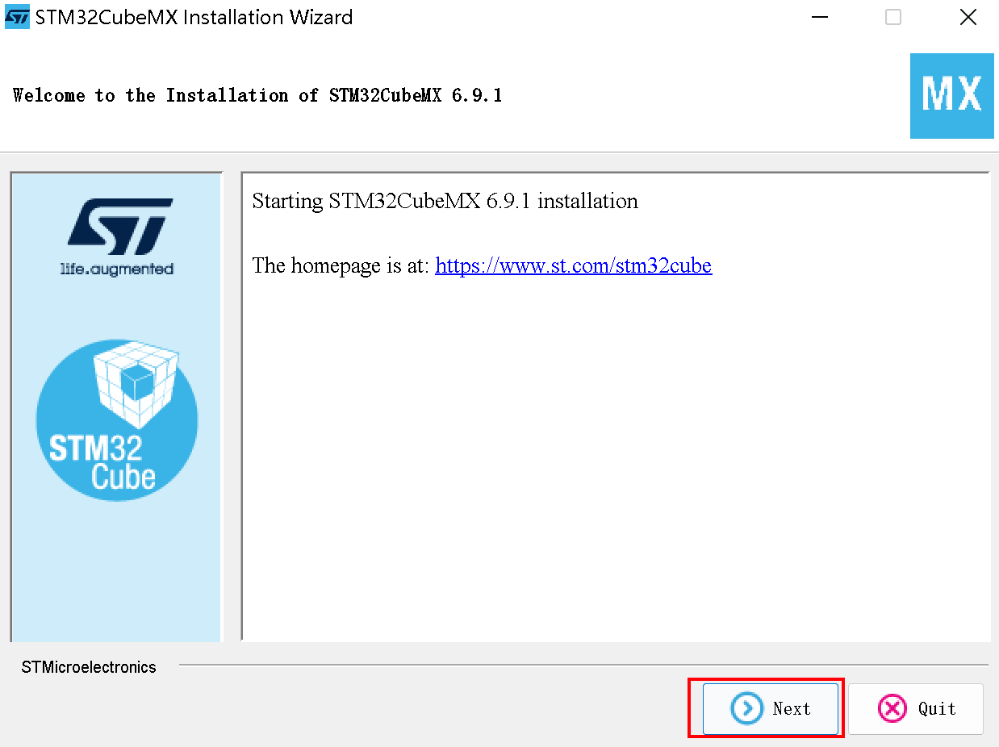 STM32CubeMX Installation Wizard
Welcome to the Installation of STM32CubeMX 6.9.1
MX
ST
life.augmented
STM32
Cube
Starting STM32CubeMX 6.9.1 installation
The homepage is at: https://www.st.com/stm32cube
STMicroelectronics
Next
Quit